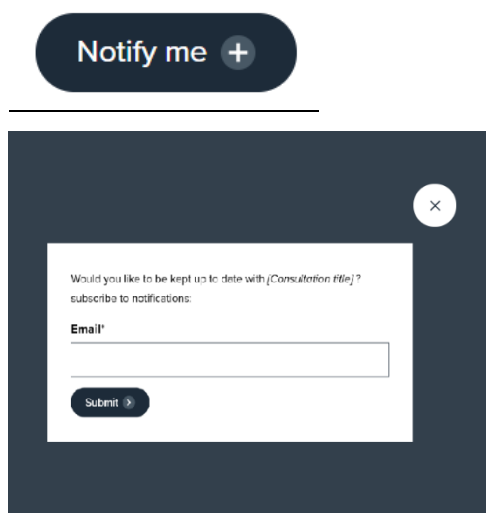 Notify me +
Would you like to be kept up to date with [Consultation title]?
subscribe to notifications:
Email*
Submit